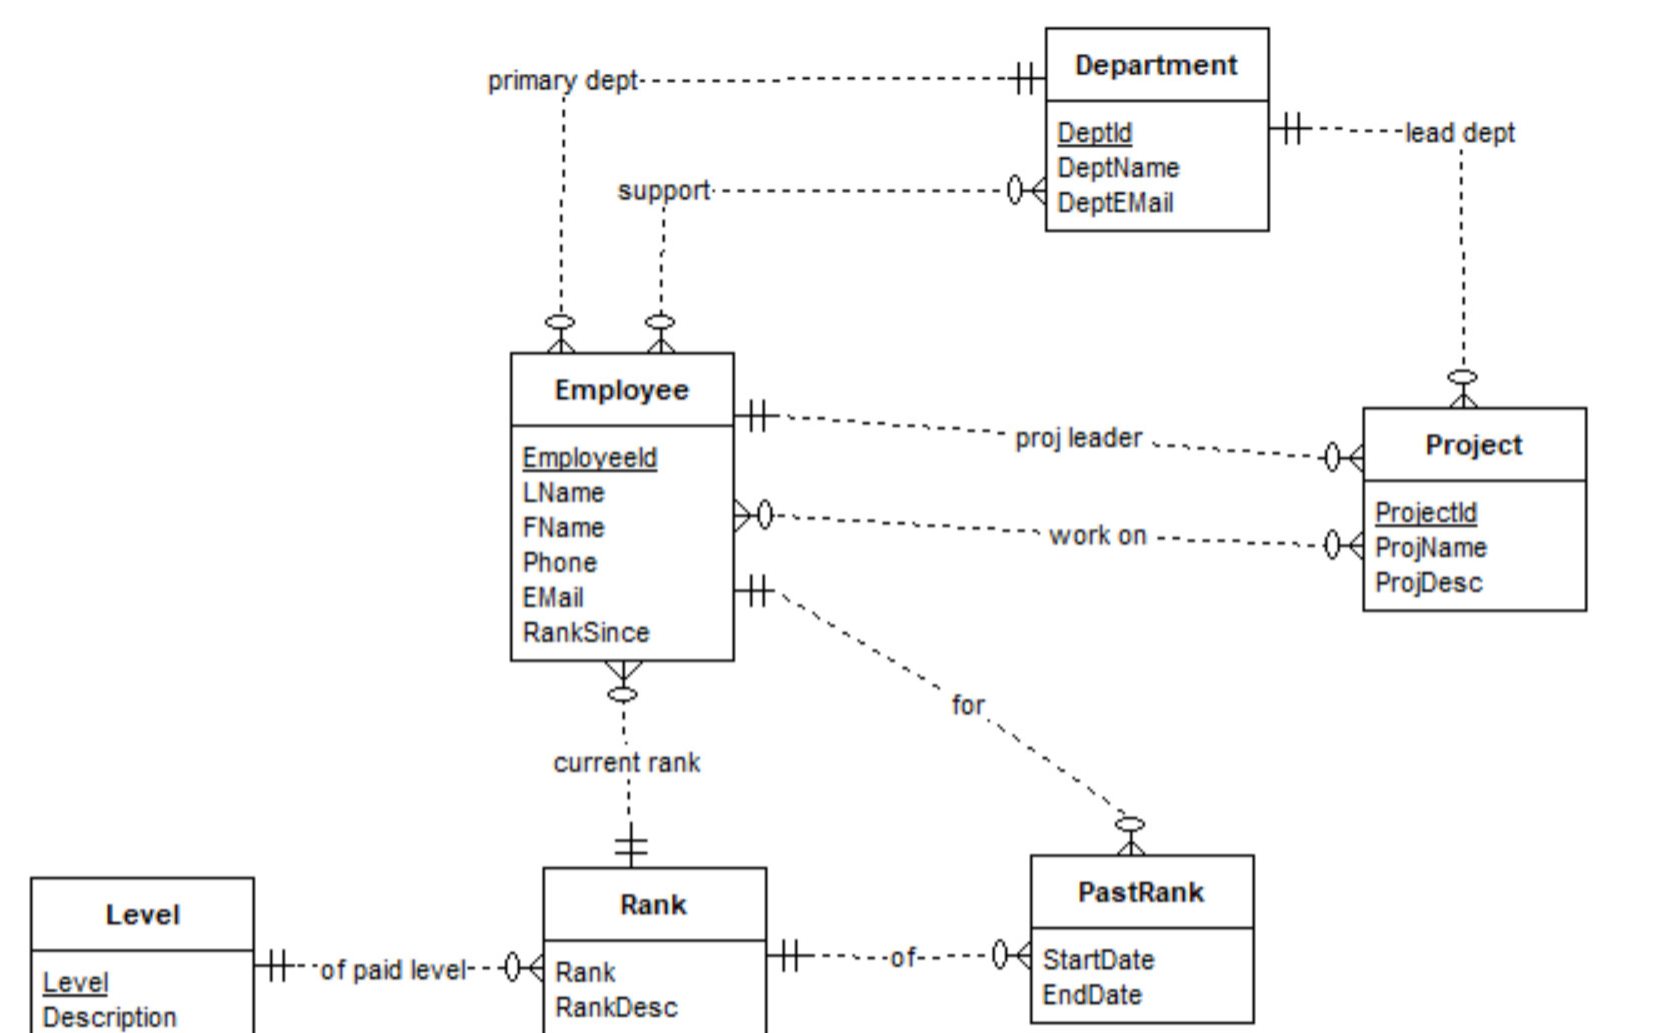 Department
primary dept
DeptId
lead dept
DeptName
support
DeptEMail
Employee
proj leader
Project
EmployeeId
LName
FName
Phone
EMail
RankSince
work on
ProjectId
ProjName
ProjDesc
for
current rank
Level
Rank
PastRank
of paid level
of
Level
Description
Rank
RankDesc
StartDate
EndDate